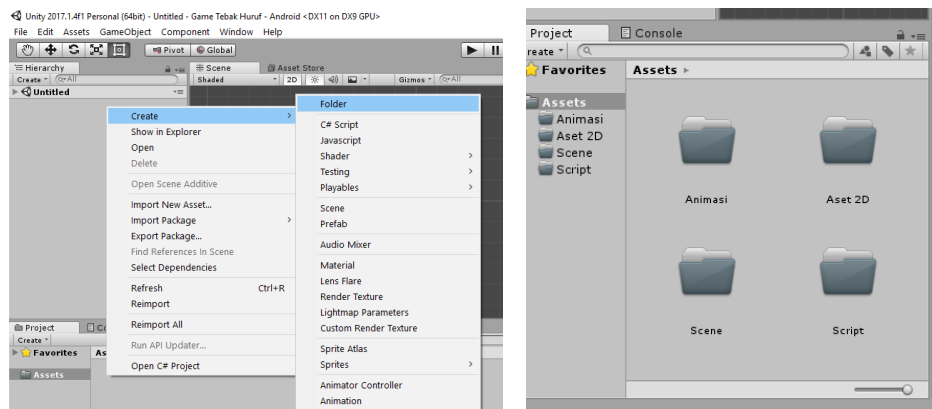 Unity 2017.1.4f1 Personal (64bit) - Untitled - Game Tebak Huruf - Android <DX11 on DX9 GPU>
File Edit Assets GameObject Component Window Help
Pivot Global
Hierarchy
Create All
Untitled
Scene Asset Store
Shaded 2D Gizmos All
Create
Show in Explorer
Open
Delete
Open Scene Additive
Import New Asset...
Import Package
Export Package...
Find References In Scene
Select Dependencies
Refresh Ctrl+R
Reimport
Reimport All
Run API Updater...
Open C# Project
Folder
C# Script
Javascript
Shader
Testing
Playables
Scene
Prefab
Audio Mixer
Material
Lens Flare
Render Texture
Lightmap Parameters
Custom Render Texture
Sprite Atlas
Sprites
Animator Controller
Animation
Project Co
Create
Favorites As
Assets
Project Console
reate
Favorites
Assets
Animasi
Aset 2D
Scene
Script
Assets
Animasi Aset 2D
Scene Script